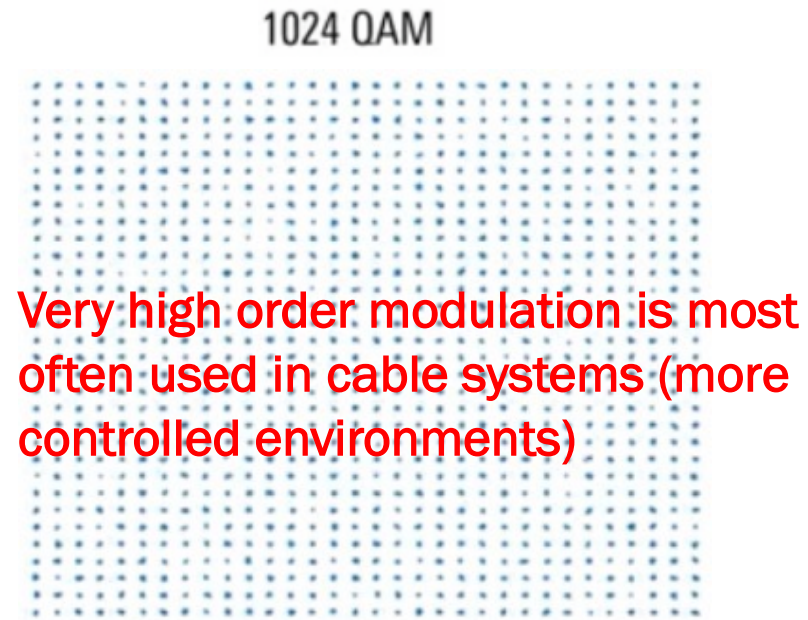 1024 QAM
Very high order modulation is most
often used in cable systems (more
controlled environments)